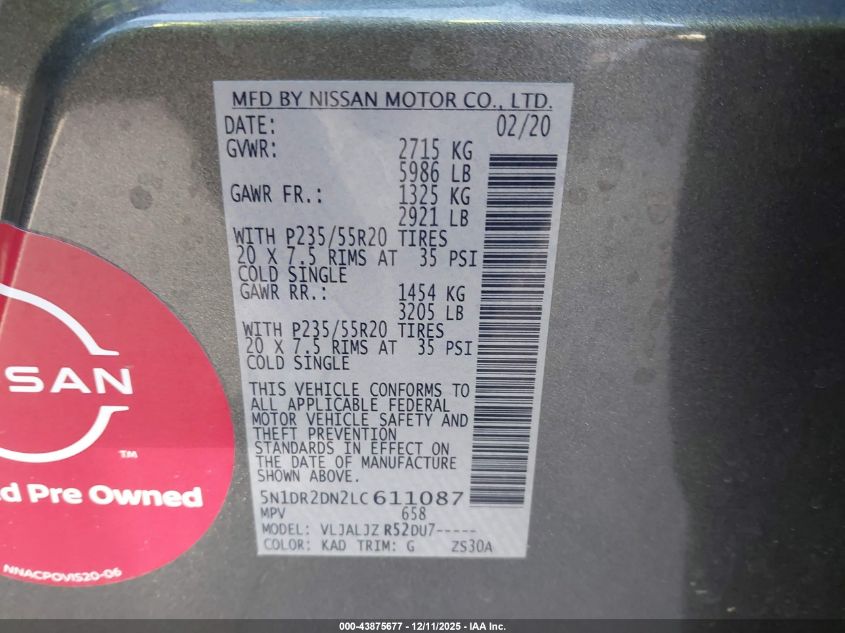 MFD BY NISSAN MOTOR CO., LTD.
DATE: 02/20
GVWR: 2715 KG
5986 LB
GAWR FR.: 1325 KG
2921 LB
WITH P235/55R20 TIRES
20 X 7.5 RIMS AT 35 PSI
COLD SINGLE
GAWR RR.: 1454 KG
3205 LB
WITH P235/55R20 TIRES
20 X 7.5 RIMS AT 35 PSI
COLD SINGLE
THIS VEHICLE CONFORMS TO
ALL APPLICABLE FEDERAL
MOTOR VEHICLE SAFETY AND
THEFT PREVENTION
STANDARDS IN EFFECT ON
THE DATE OF MANUFACTURE
SHOWN ABOVE.
5N1DR2DN2LC611087
MPV 658
MODEL: VLJALJZ R52DU7-----
COLOR: KAD TRIM: G ZS30A
SSAN
TM
d Pre Owned
NNACPOVIS20-06
000-43875677 - 12/11/2025 - IAA Inc.